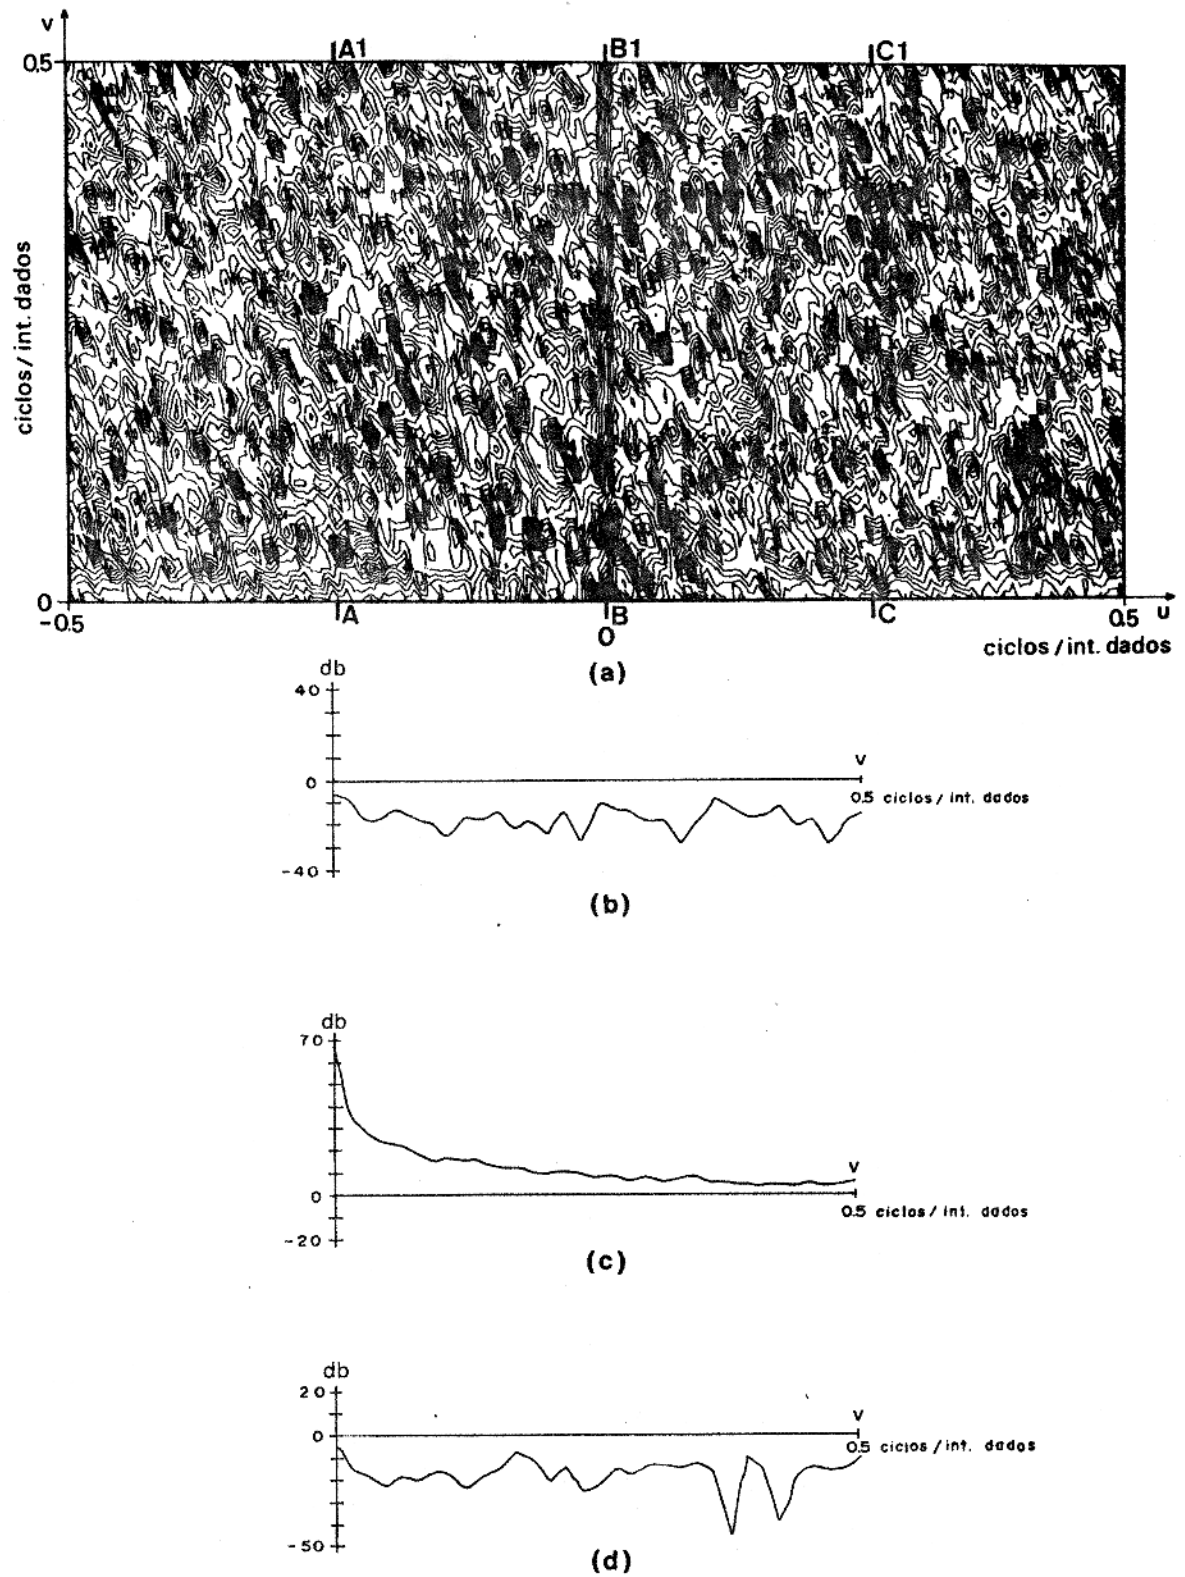 v
A1 B1 C1
0.5
ciclos / int. dados
0
-0.5 A B C 0.5 u
0
ciclos / int. dados
(a)
db
40
v
0
0.5 ciclos / int. dados
-40
(b)
db
70
v
0
0.5 ciclos / int. dados
-20
(c)
db
20
v
0
0.5 ciclos / int. dados
-50
(d)